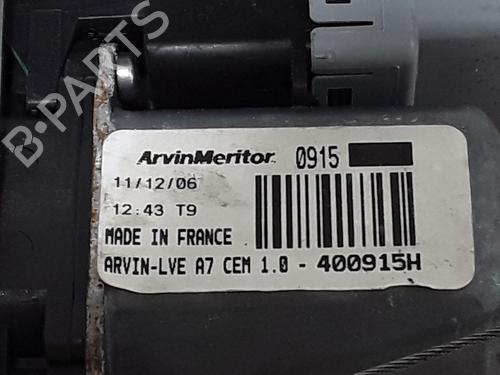 B-PARTS
ArvinMeritor 0915
11/12/06
12:43 T9
MADE IN FRANCE
ARVIN-LVE A7 CEM 1.0 - 400915H